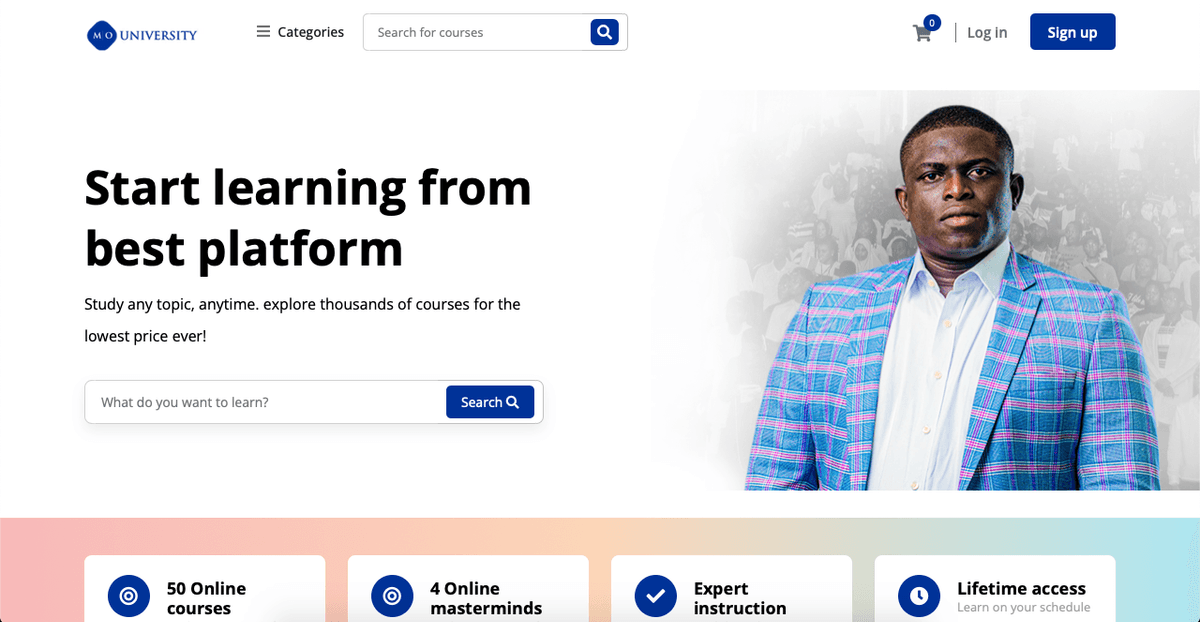 M O UNIVERSITY
Categories
Search for courses
0
Log in
Sign up
Start learning from
best platform
Study any topic, anytime. explore thousands of courses for the
lowest price ever!
What do you want to learn?
Search
50 Online
courses
4 Online
masterminds
Expert
instruction
Lifetime access
Learn on your schedule